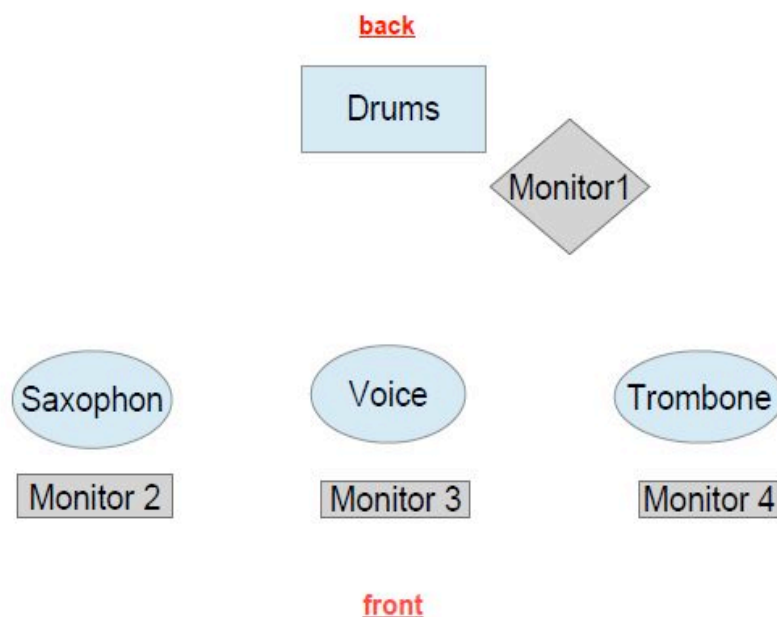 back
Drums
Monitor1
Saxophon
Voice
Trombone
Monitor 2
Monitor 3
Monitor 4
front